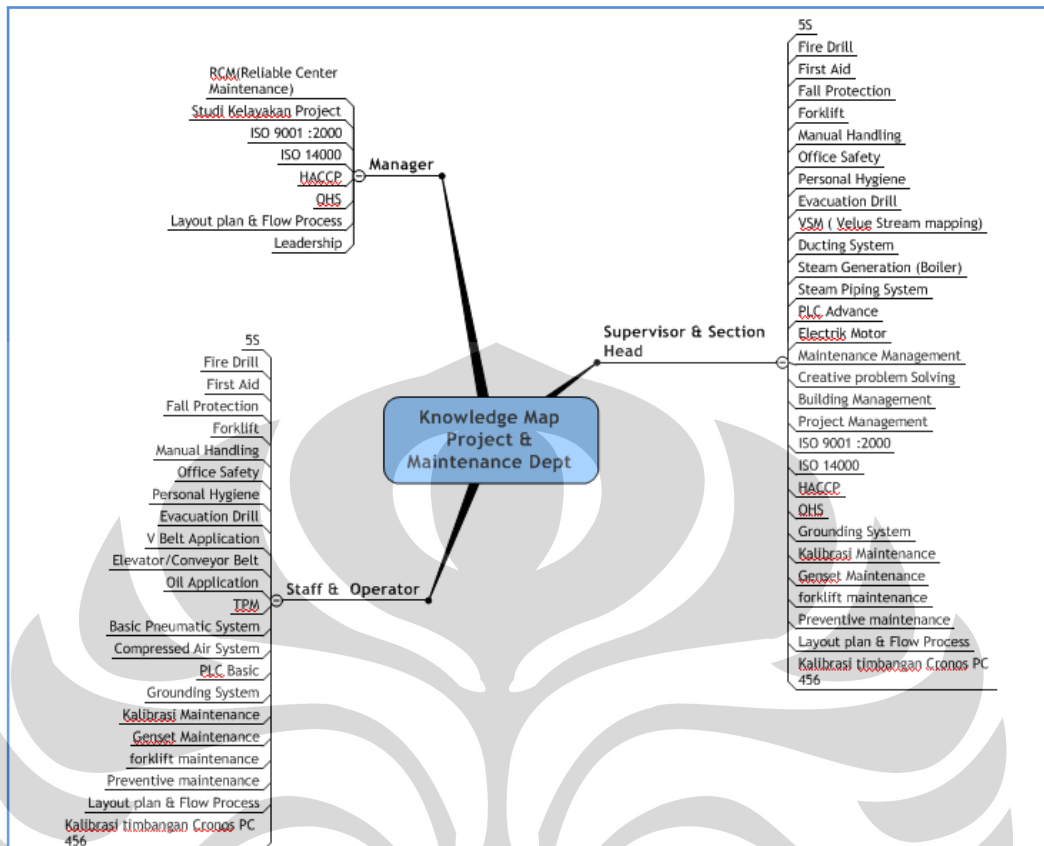 RCM(Reliable Center
Maintenance)
Studi Kelayakan Project
ISO 9001 :2000
ISO 14000
HACCP
OHS
Layout plan & Flow Process
Leadership
Manager
5S
Fire Drill
First Aid
Fall Protection
Forklift
Manual Handling
Office Safety
Personal Hygiene
Evacuation Drill
VSM ( Velue Stream mapping)
Ducting System
Steam Generation (Boiler)
Steam Piping System
PLC Advance
Electrik Motor
Maintenance Management
Creative problem Solving
Building Management
Project Management
ISO 9001 :2000
ISO 14000
HACCP
OHS
Grounding System
Kalibrasi Maintenance
Genset Maintenance
forklift maintenance
Preventive maintenance
Layout plan & Flow Process
Kalibrasi timbangan Cronos PC
456
Supervisor & Section
Head
Knowledge Map
Project &
Maintenance Dept
5S
Fire Drill
First Aid
Fall Protection
Forklift
Manual Handling
Office Safety
Personal Hygiene
Evacuation Drill
V Belt Application
Elevator/Conveyor Belt
Oil Application
TPM
Basic Pneumatic System
Compressed Air System
PLC Basic
Grounding System
Kalibrasi Maintenance
Genset Maintenance
forklift maintenance
Preventive maintenance
Layout plan & Flow Process
Kalibrasi timbangan Cronos PC
456
Staff & Operator